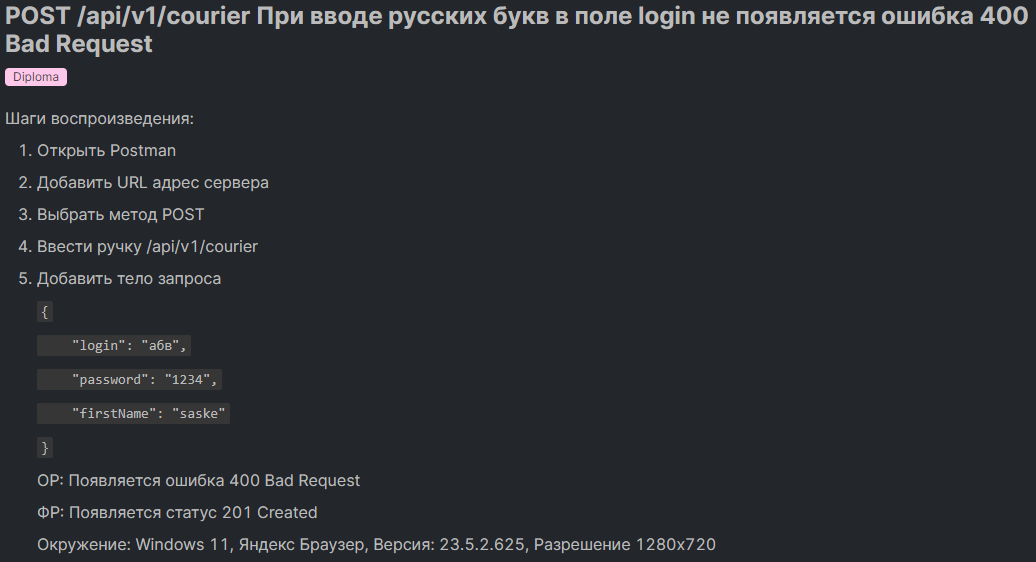 POST /api/v1/courier При вводе русских букв в поле login не появляется ошибка 400
Bad Request
Diploma
Шаги воспроизведения:
1. Открыть Postman
2. Добавить URL адрес сервера
3. Выбрать метод POST
4. Ввести ручку /api/v1/courier
5. Добавить тело запроса
{
"login": "абв",
"password": "1234",
"firstName": "saske"
}
ОР: Появляется ошибка 400 Bad Request
ФР: Появляется статус 201 Created
Окружение: Windows 11, Яндекс Браузер, Версия: 23.5.2.625, Разрешение 1280x720